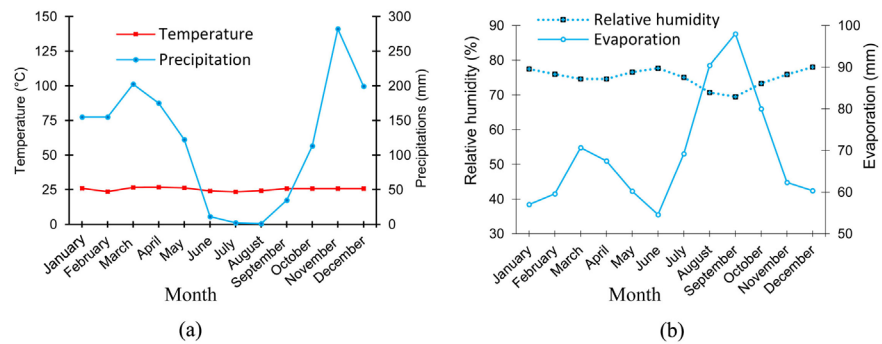 Temperature
Precipitation
Temperature (°C)
150
125
100
75
50
25
0
300
250
200
150
100
50
0
Precipitations (mm)
January
February
March
April
May
June
July
August
September
October
November
December
Month
(a)
Relative humidity
Evaporation
Relative humidity (%)
90
80
70
60
50
40
30
100
90
80
70
60
50
Evaporation (mm)
January
February
March
April
May
June
July
August
September
October
November
December
Month
(b)